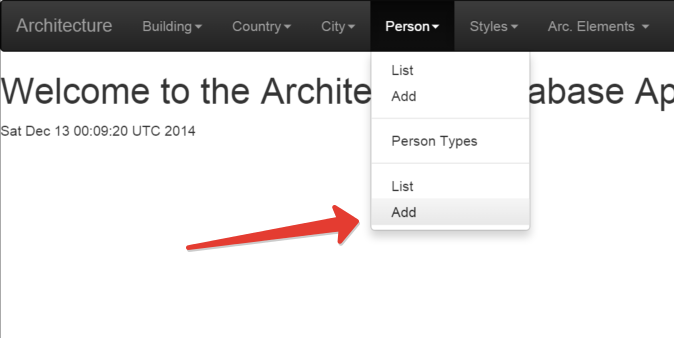 Architecture Building Country City Person Styles Arc. Elements
List
Add
Person Types
List
Add
Welcome to the Archite abase Ap
Sat Dec 13 00:09:20 UTC 2014